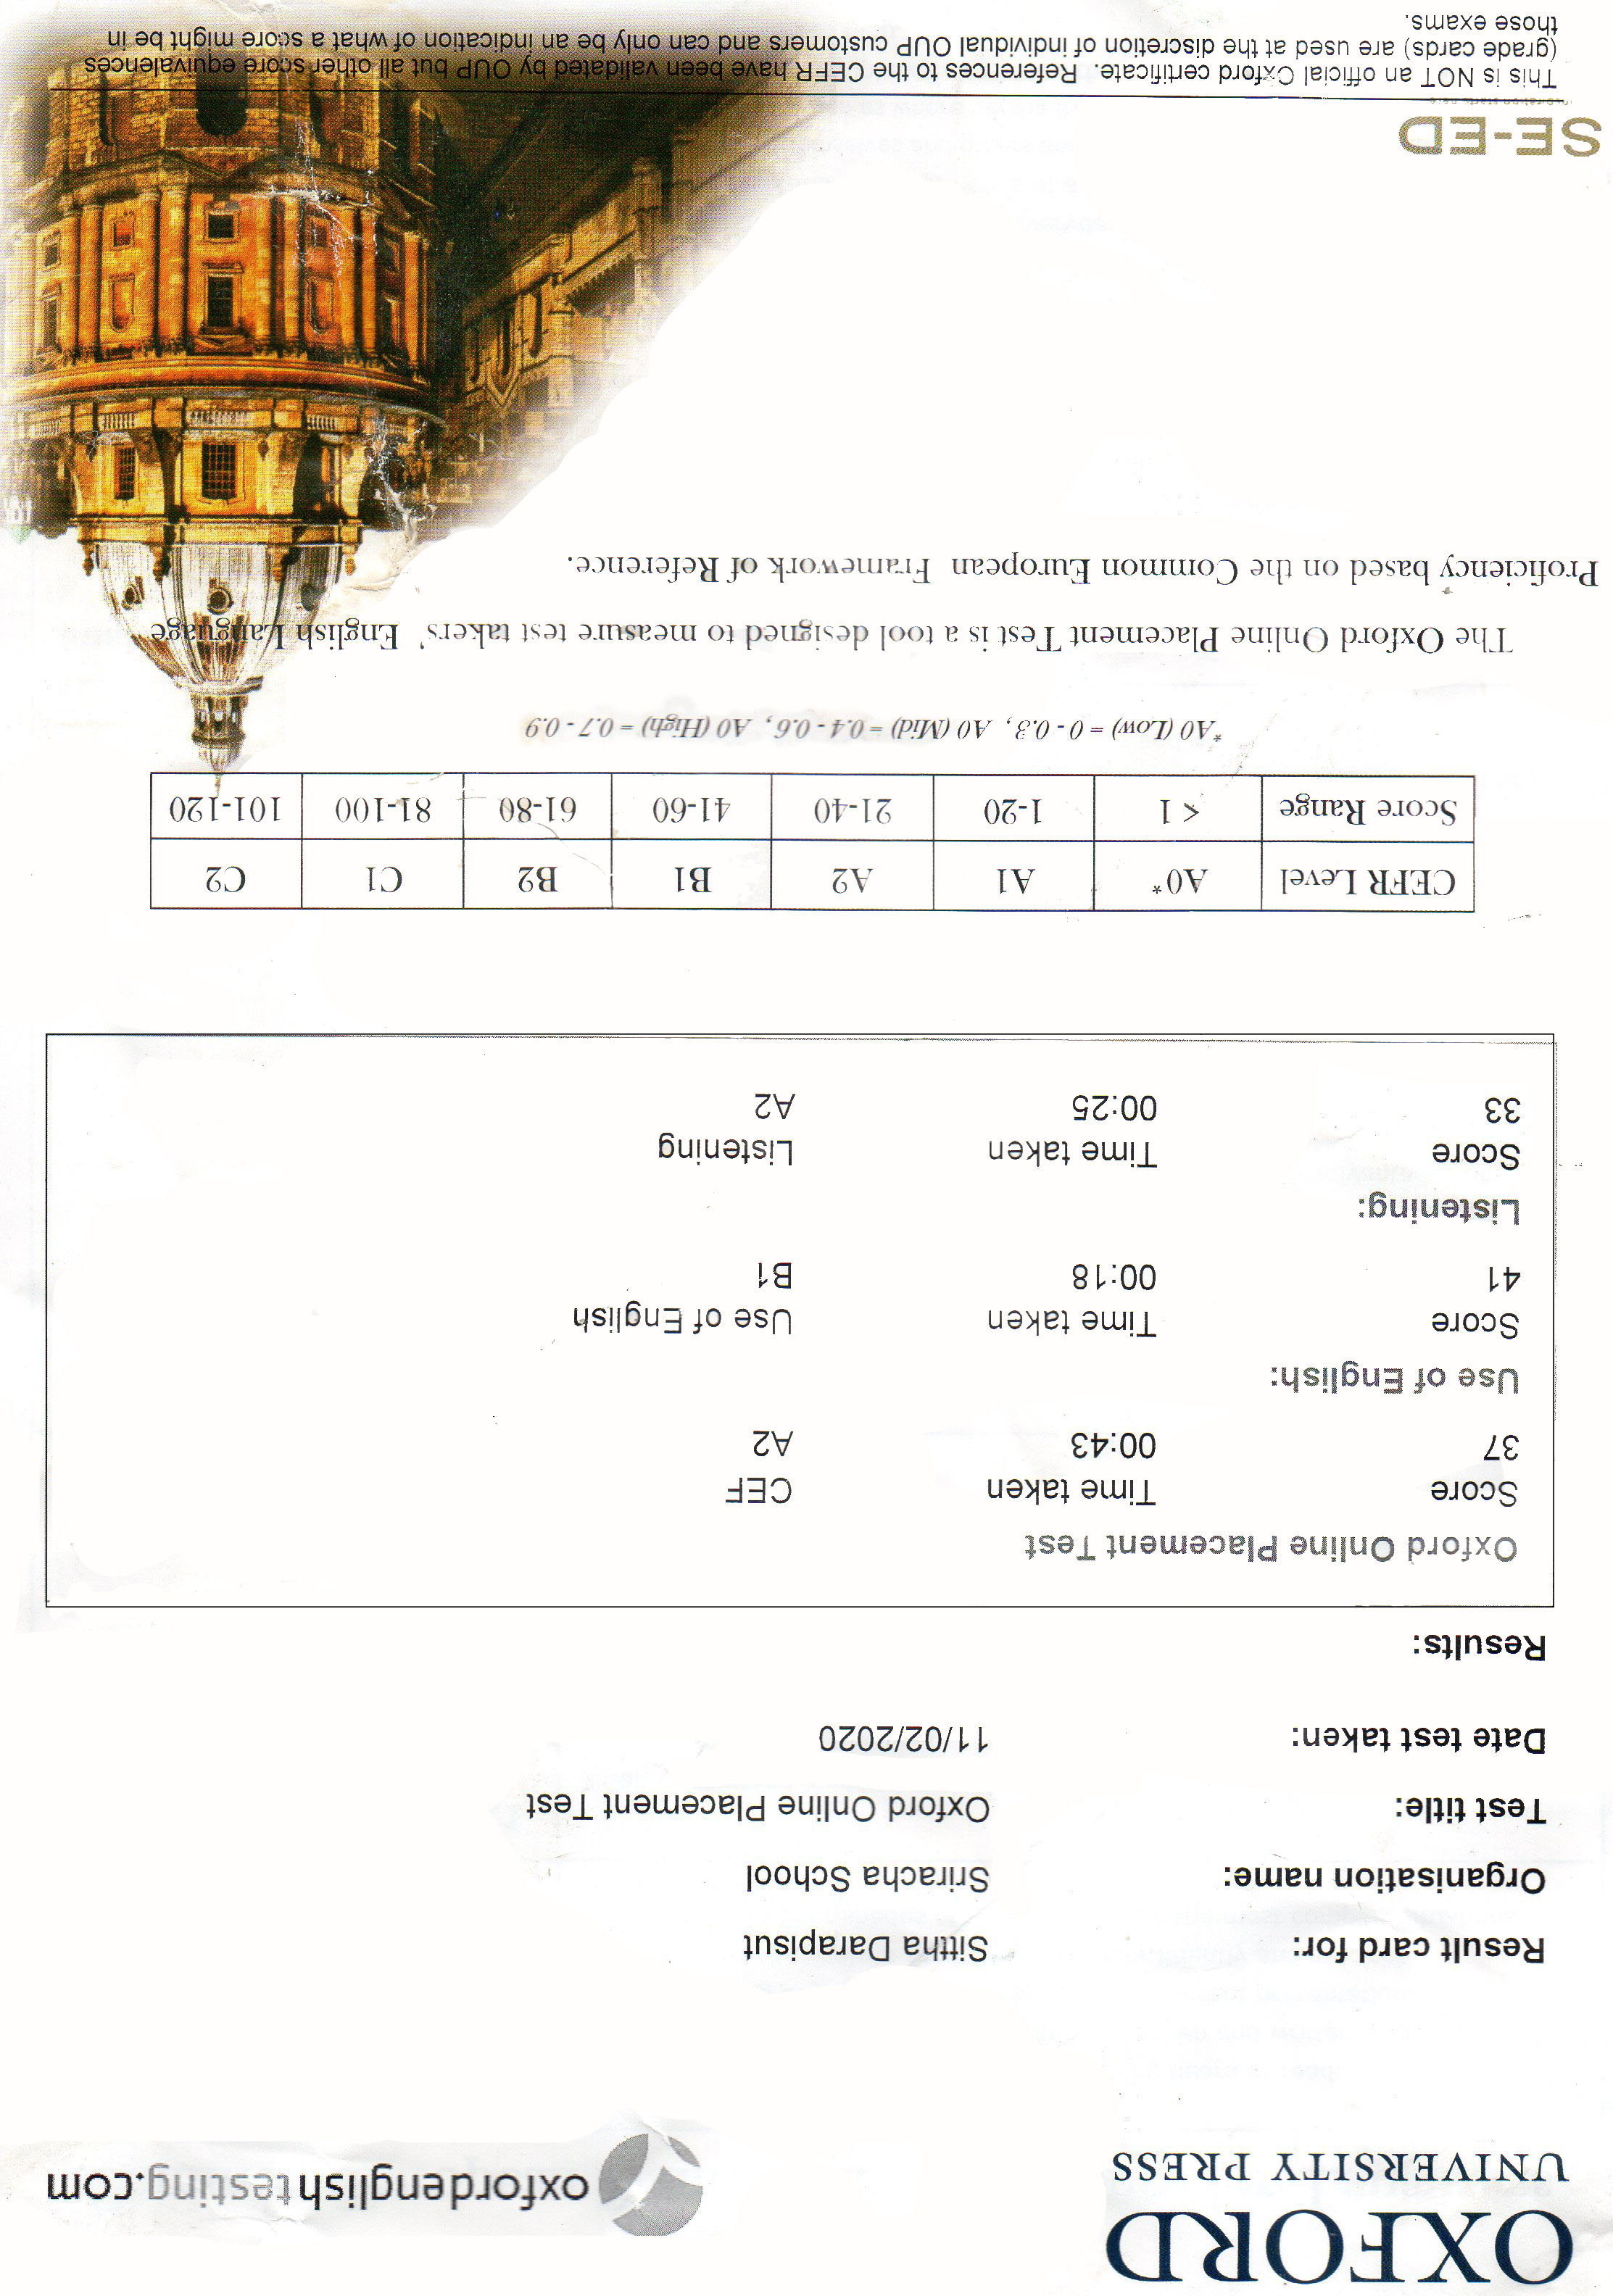 OXFORD
UNIVERSITY PRESS
oxfordenglishtesting.com
Result card for: Sittha Darapisut
Organisation name: Sriracha School
Test title: Oxford Online Placement Test
Date test taken: 11/02/2020
Results:
Oxford Online Placement Test
Score Time taken CEF
37 00:43 A2
Use of English:
Score Time taken Use of English
41 00:18 B1
Listening:
Score Time taken Listening
33 00:25 A2
CEFR Level A0* A1 A2 B1 B2 C1 C2
Score Range < 1 1-20 21-40 41-60 61-80 81-100 101-120
*A0 (Low) = 0 - 0.3, A0 (Mid) = 0.4 - 0.6, A0 (High) = 0.7 - 0.9
The Oxford Online Placement Test is a tool designed to measure test takers' English Language
Proficiency based on the Common European Framework of Reference.
SE-ED
inspiration starts here
This is NOT an official Oxford certificate. References to the CEFR have been validated by OUP but all other score equivalences
(grade cards) are used at the discretion of individual OUP customers and can only be an indication of what a score might be in
those exams.